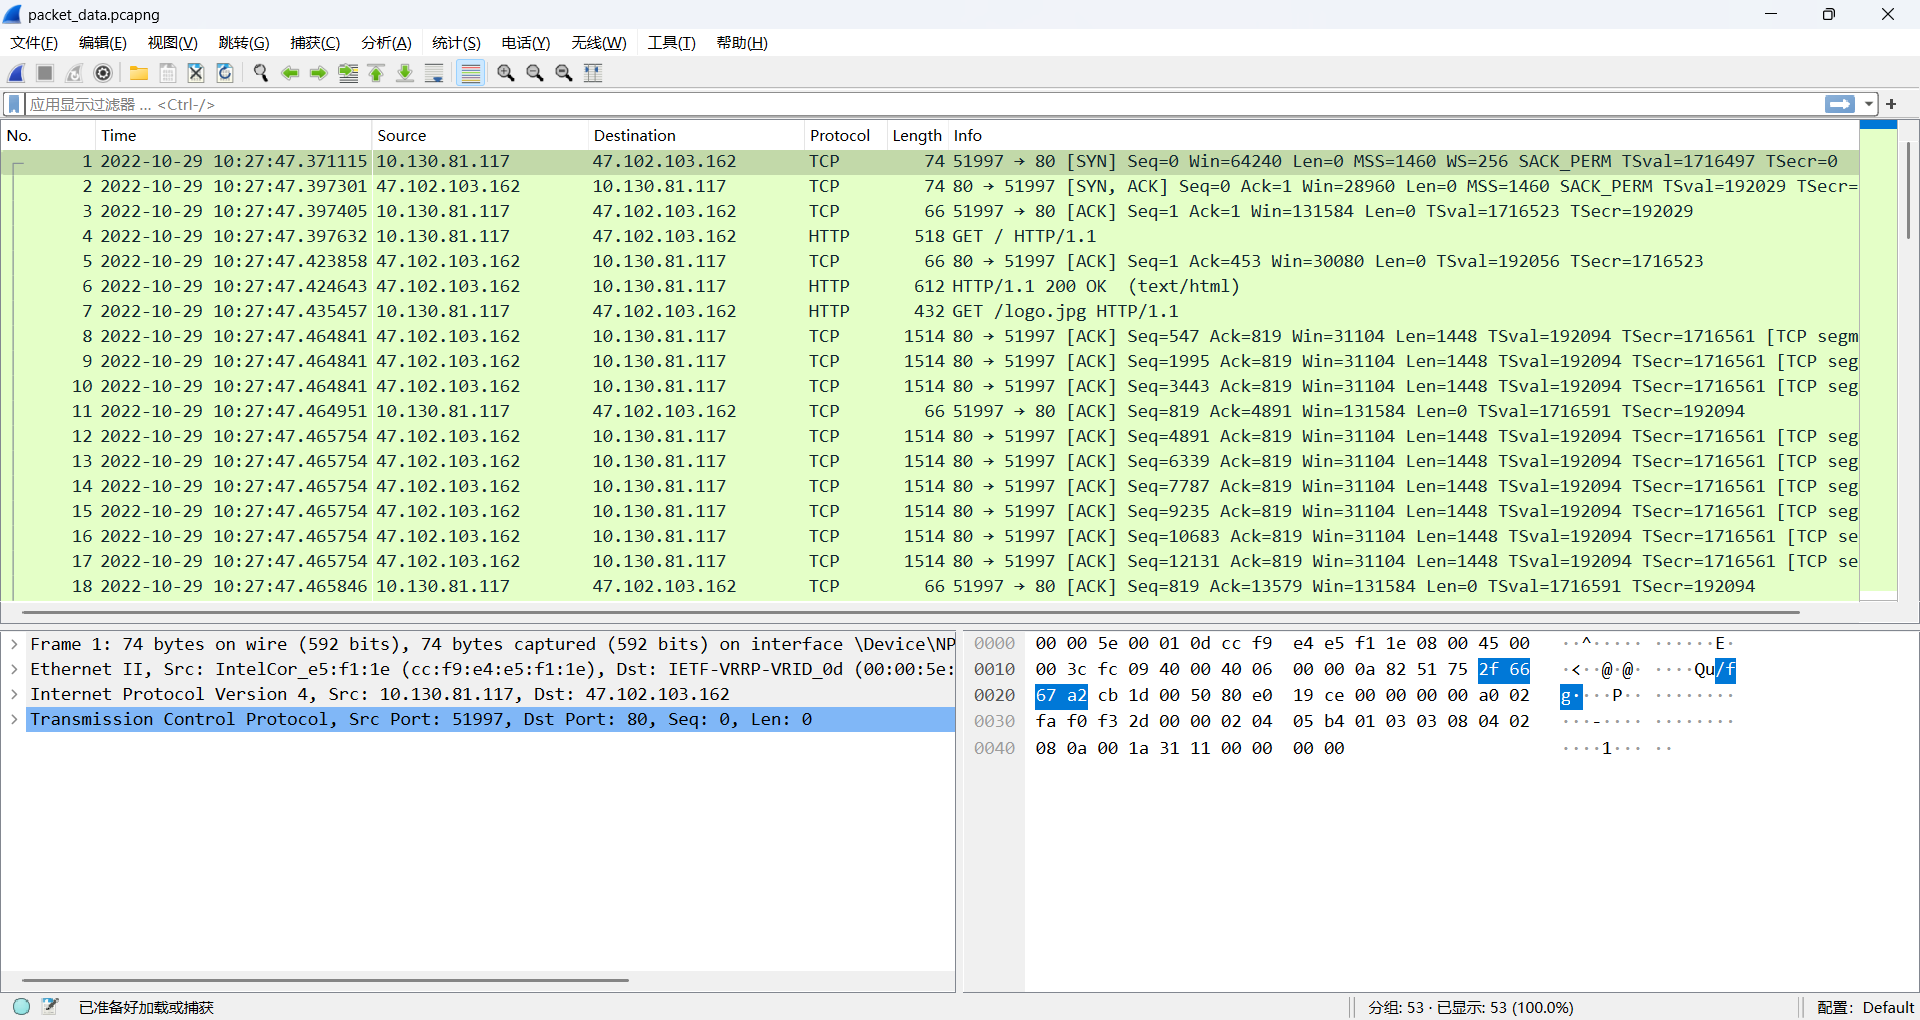 packet_data.pcapng
文件(F) 编辑(E) 视图(V) 跳转(G) 捕获(C) 分析(A) 统计(S) 电话(Y) 无线(W) 工具(T) 帮助(H)
应用显示过滤器 … <Ctrl-/>
No. Time Source Destination Protocol Length Info
1 2022-10-29 10:27:47.371115 10.130.81.117 47.102.103.162 TCP 74 51997 → 80 [SYN] Seq=0 Win=64240 Len=0 MSS=1460 WS=256 SACK_PERM TSval=1716497 TSecr=0
2 2022-10-29 10:27:47.397301 47.102.103.162 10.130.81.117 TCP 74 80 → 51997 [SYN, ACK] Seq=0 Ack=1 Win=28960 Len=0 MSS=1460 SACK_PERM TSval=192029 TSecr=
3 2022-10-29 10:27:47.397405 10.130.81.117 47.102.103.162 TCP 66 51997 → 80 [ACK] Seq=1 Ack=1 Win=131584 Len=0 TSval=1716523 TSecr=192029
4 2022-10-29 10:27:47.397632 10.130.81.117 47.102.103.162 HTTP 518 GET / HTTP/1.1
5 2022-10-29 10:27:47.423858 47.102.103.162 10.130.81.117 TCP 66 80 → 51997 [ACK] Seq=1 Ack=453 Win=30080 Len=0 TSval=192056 TSecr=1716523
6 2022-10-29 10:27:47.424643 47.102.103.162 10.130.81.117 HTTP 612 HTTP/1.1 200 OK (text/html)
7 2022-10-29 10:27:47.435457 10.130.81.117 47.102.103.162 HTTP 432 GET /logo.jpg HTTP/1.1
8 2022-10-29 10:27:47.464841 47.102.103.162 10.130.81.117 TCP 1514 80 → 51997 [ACK] Seq=547 Ack=819 Win=31104 Len=1448 TSval=192094 TSecr=1716561 [TCP segm
9 2022-10-29 10:27:47.464841 47.102.103.162 10.130.81.117 TCP 1514 80 → 51997 [ACK] Seq=1995 Ack=819 Win=31104 Len=1448 TSval=192094 TSecr=1716561 [TCP seg
10 2022-10-29 10:27:47.464841 47.102.103.162 10.130.81.117 TCP 1514 80 → 51997 [ACK] Seq=3443 Ack=819 Win=31104 Len=1448 TSval=192094 TSecr=1716561 [TCP seg
11 2022-10-29 10:27:47.464951 10.130.81.117 47.102.103.162 TCP 66 51997 → 80 [ACK] Seq=819 Ack=4891 Win=131584 Len=0 TSval=1716591 TSecr=192094
12 2022-10-29 10:27:47.465754 47.102.103.162 10.130.81.117 TCP 1514 80 → 51997 [ACK] Seq=4891 Ack=819 Win=31104 Len=1448 TSval=192094 TSecr=1716561 [TCP seg
13 2022-10-29 10:27:47.465754 47.102.103.162 10.130.81.117 TCP 1514 80 → 51997 [ACK] Seq=6339 Ack=819 Win=31104 Len=1448 TSval=192094 TSecr=1716561 [TCP seg
14 2022-10-29 10:27:47.465754 47.102.103.162 10.130.81.117 TCP 1514 80 → 51997 [ACK] Seq=7787 Ack=819 Win=31104 Len=1448 TSval=192094 TSecr=1716561 [TCP seg
15 2022-10-29 10:27:47.465754 47.102.103.162 10.130.81.117 TCP 1514 80 → 51997 [ACK] Seq=9235 Ack=819 Win=31104 Len=1448 TSval=192094 TSecr=1716561 [TCP seg
16 2022-10-29 10:27:47.465754 47.102.103.162 10.130.81.117 TCP 1514 80 → 51997 [ACK] Seq=10683 Ack=819 Win=31104 Len=1448 TSval=192094 TSecr=1716561 [TCP se
17 2022-10-29 10:27:47.465754 47.102.103.162 10.130.81.117 TCP 1514 80 → 51997 [ACK] Seq=12131 Ack=819 Win=31104 Len=1448 TSval=192094 TSecr=1716561 [TCP se
18 2022-10-29 10:27:47.465846 10.130.81.117 47.102.103.162 TCP 66 51997 → 80 [ACK] Seq=819 Ack=13579 Win=131584 Len=0 TSval=1716591 TSecr=192094
Frame 1: 74 bytes on wire (592 bits), 74 bytes captured (592 bits) on interface \Device\NP
Ethernet II, Src: IntelCor_e5:f1:1e (cc:f9:e4:e5:f1:1e), Dst: IETF-VRRP-VRID_0d (00:00:5e:
Internet Protocol Version 4, Src: 10.130.81.117, Dst: 47.102.103.162
Transmission Control Protocol, Src Port: 51997, Dst Port: 80, Seq: 0, Len: 0
0000 00 00 5e 00 01 0d cc f9 e4 e5 f1 1e 08 00 45 00 ··^····· ······E·
0010 00 3c fc 09 40 00 40 06 00 00 0a 82 51 75 2f 66 ·<··@·@· ····Qu/f
0020 67 a2 cb 1d 00 50 80 e0 19 ce 00 00 00 00 a0 02 g····P·· ········
0030 fa f0 f3 2d 00 00 02 04 05 b4 01 03 03 08 04 02 ···-···· ········
0040 08 0a 00 1a 31 11 00 00 00 00 ····1··· ··
已准备好加载或捕获
分组: 53 · 已显示: 53 (100.0%)
配置: Default